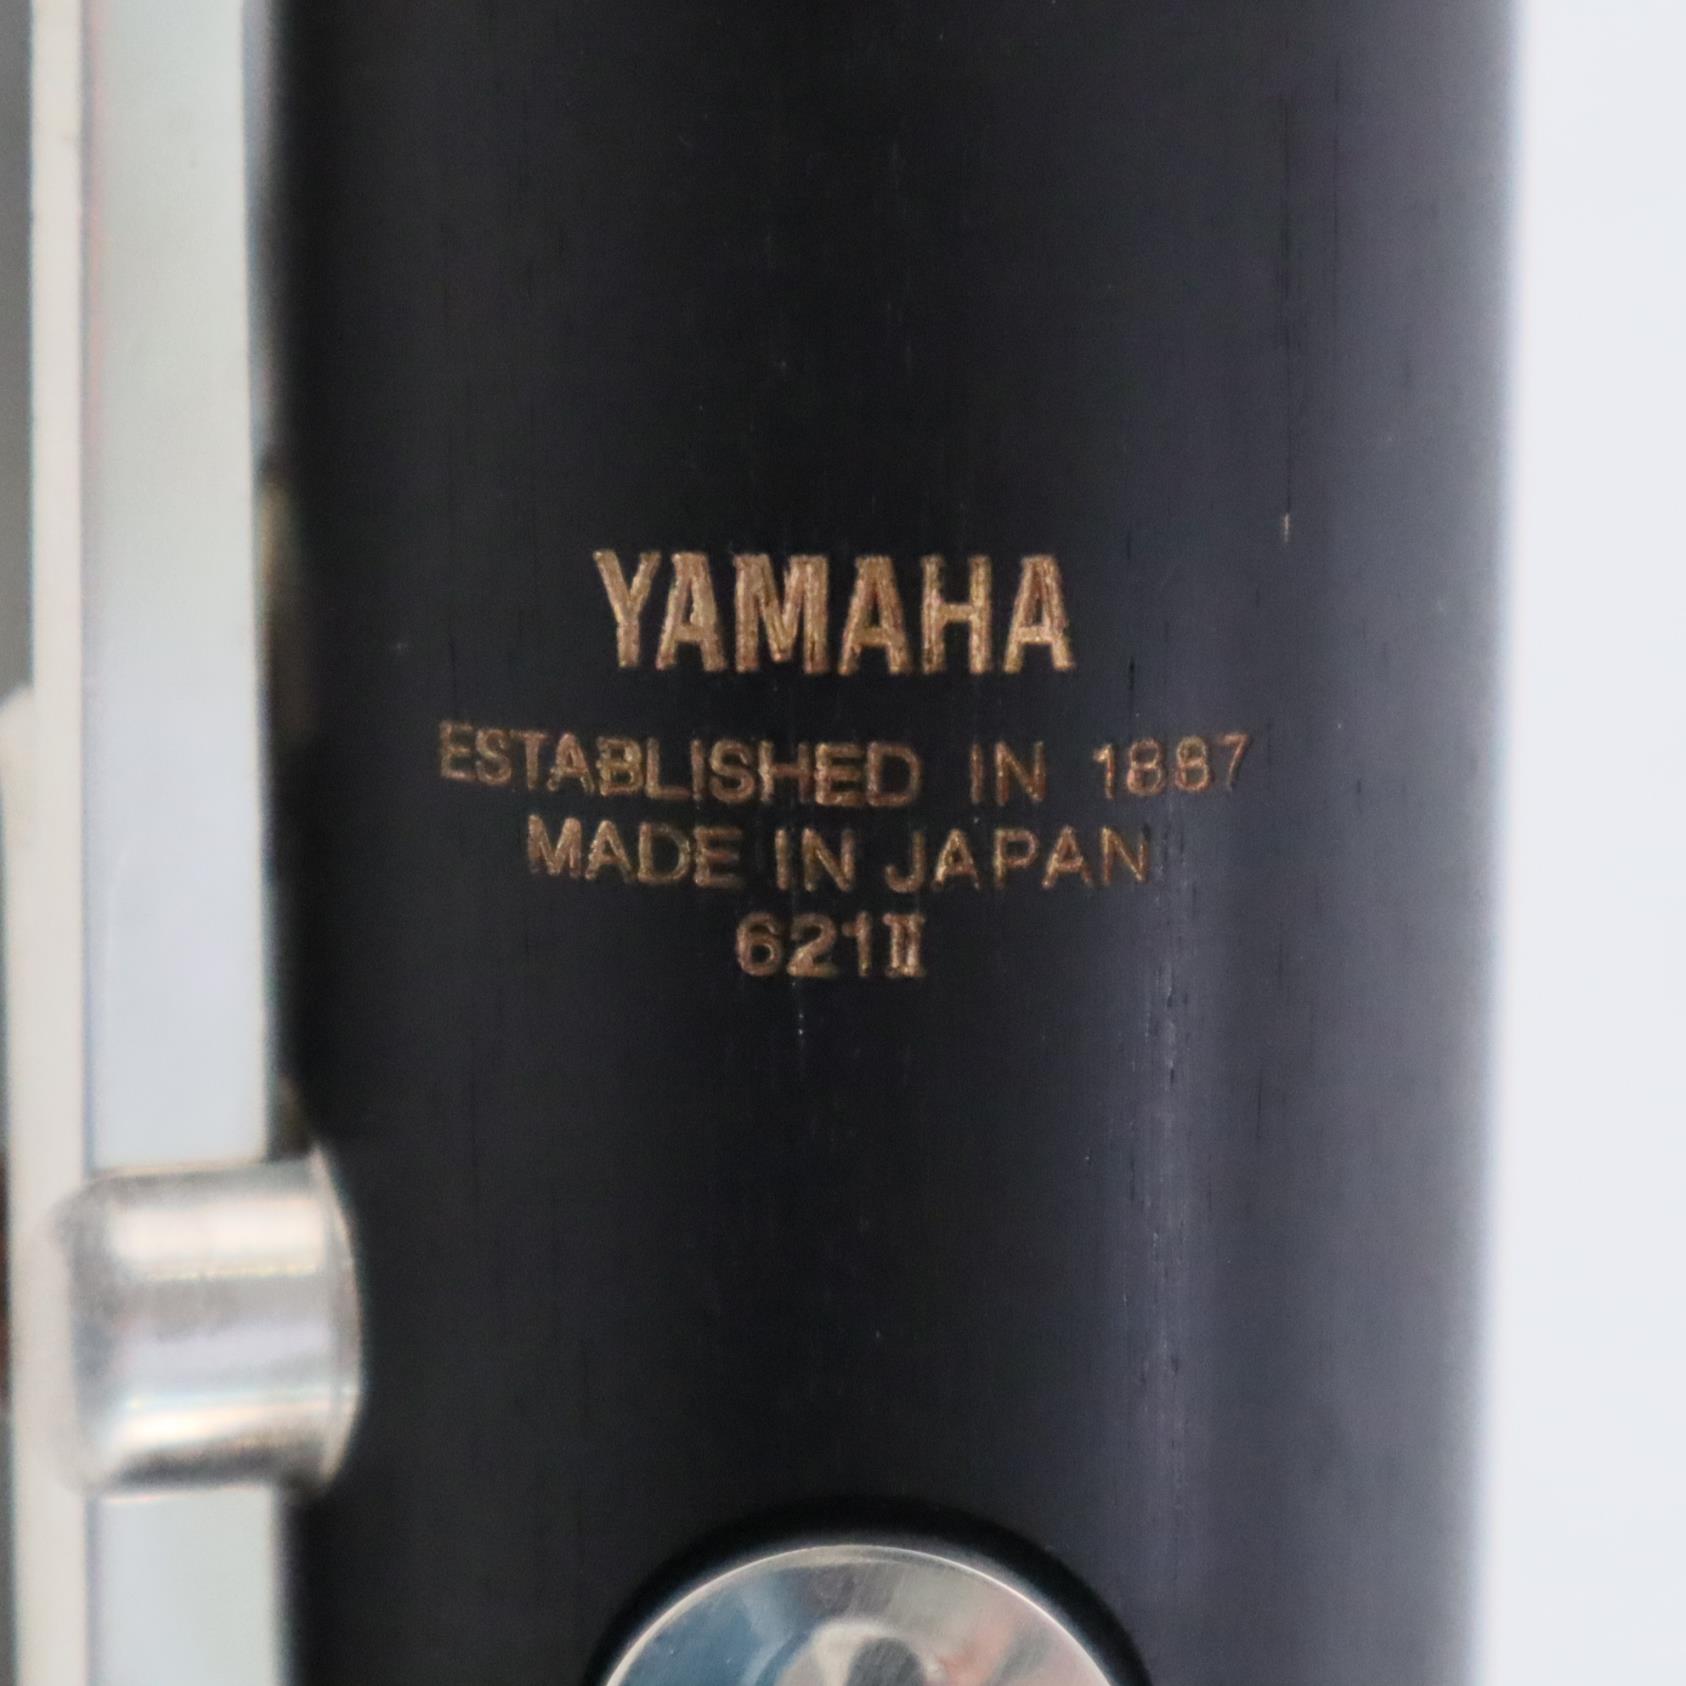 YAMAHA
ESTABLISHED IN 1887
MADE IN JAPAN
621II